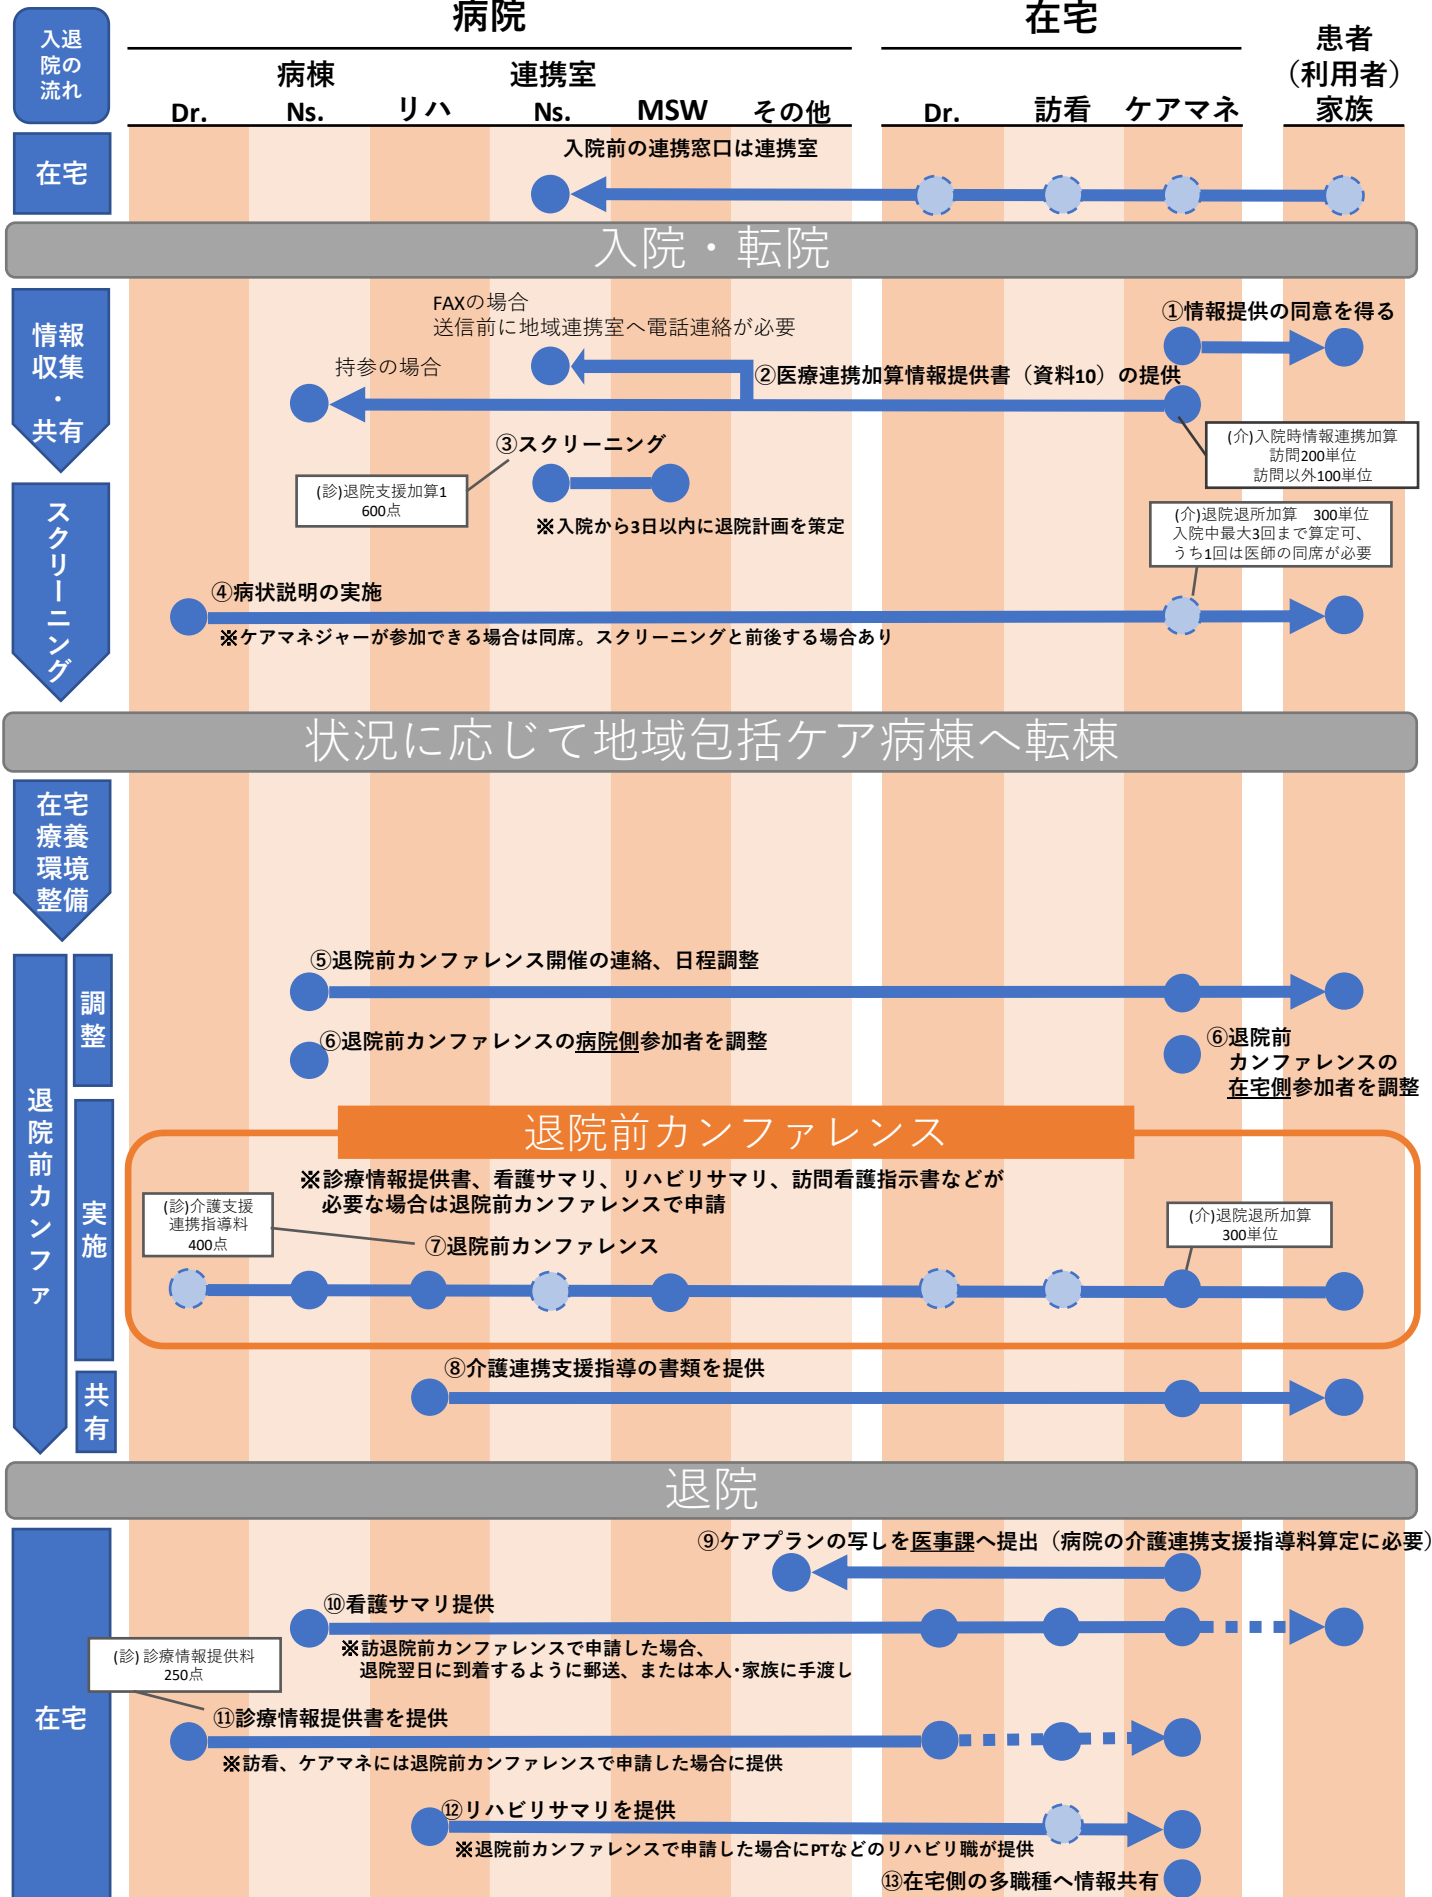 入退
院の
流れ
病院
在宅
患者
（利用者）
家族
病棟
連携室
Dr.
Ns.
リハ
Ns.
MSW
その他
Dr.
訪看
ケアマネ
在宅
入院前の連携窓口は連携室
入院・転院
情報
収集
・
共有
FAXの場合
送信前に地域連携室へ電話連絡が必要
①情報提供の同意を得る
持参の場合
②医療連携加算情報提供書（資料10）の提供
(介)入院時情報連携加算
訪問200単位
訪問以外100単位
スクリーニング
③スクリーニング
(診)退院支援加算1
600点
※入院から3日以内に退院計画を策定
(介)退院退所加算　300単位
入院中最大3回まで算定可、
うち1回は医師の同席が必要
④病状説明の実施
※ケアマネジャーが参加できる場合は同席。スクリーニングと前後する場合あり
状況に応じて地域包括ケア病棟へ転棟
在宅
療養
環境
整備
退院前カンファ
調整
⑤退院前カンファレンス開催の連絡、日程調整
⑥退院前カンファレンスの病院側参加者を調整
⑥退院前
カンファレンスの
在宅側参加者を調整
実施
退院前カンファレンス
※診療情報提供書、看護サマリ、リハビリサマリ、訪問看護指示書などが
必要な場合は退院前カンファレンスで申請
(診)介護支援
連携指導料
400点
(介)退院退所加算
300単位
⑦退院前カンファレンス
共有
⑧介護連携支援指導の書類を提供
退院
在宅
⑨ケアプランの写しを医事課へ提出（病院の介護連携支援指導料算定に必要）
⑩看護サマリ提供
※訪退院前カンファレンスで申請した場合、
退院翌日に到着するように郵送、または本人・家族に手渡し
(診) 診療情報提供料
250点
⑪診療情報提供書を提供
※訪看、ケアマネには退院前カンファレンスで申請した場合に提供
⑫リハビリサマリを提供
※退院前カンファレンスで申請した場合にPTなどのリハビリ職が提供
⑬在宅側の多職種へ情報共有